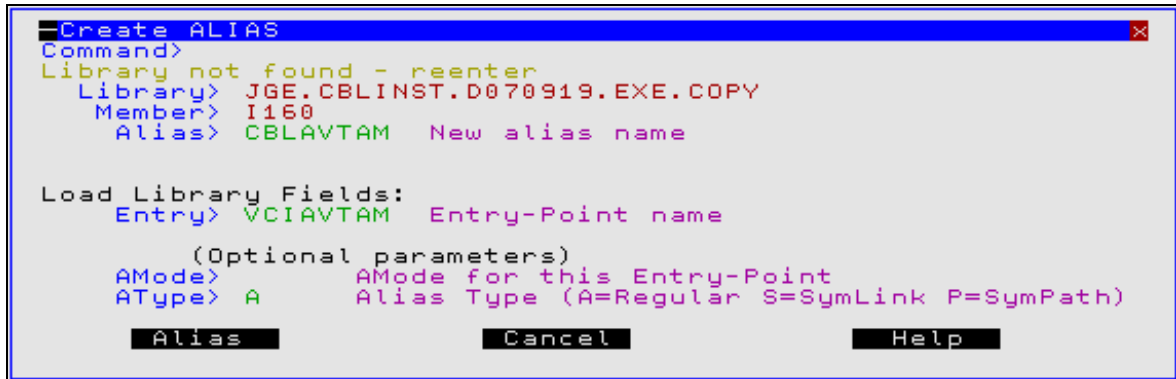 Create ALIAS
Command>
Library not found - reenter
Library> JGE.CBLINST.D070919.EXE.COPY
Member> I160
Alias> CBLAVTAM New alias name
Load Library Fields:
Entry> VCIAVTAM Entry-Point name
(Optional parameters)
AMode> AMode for this Entry-Point
AType> A Alias Type (A=Regular S=SymLink P=SymPath)
Alias Cancel Help